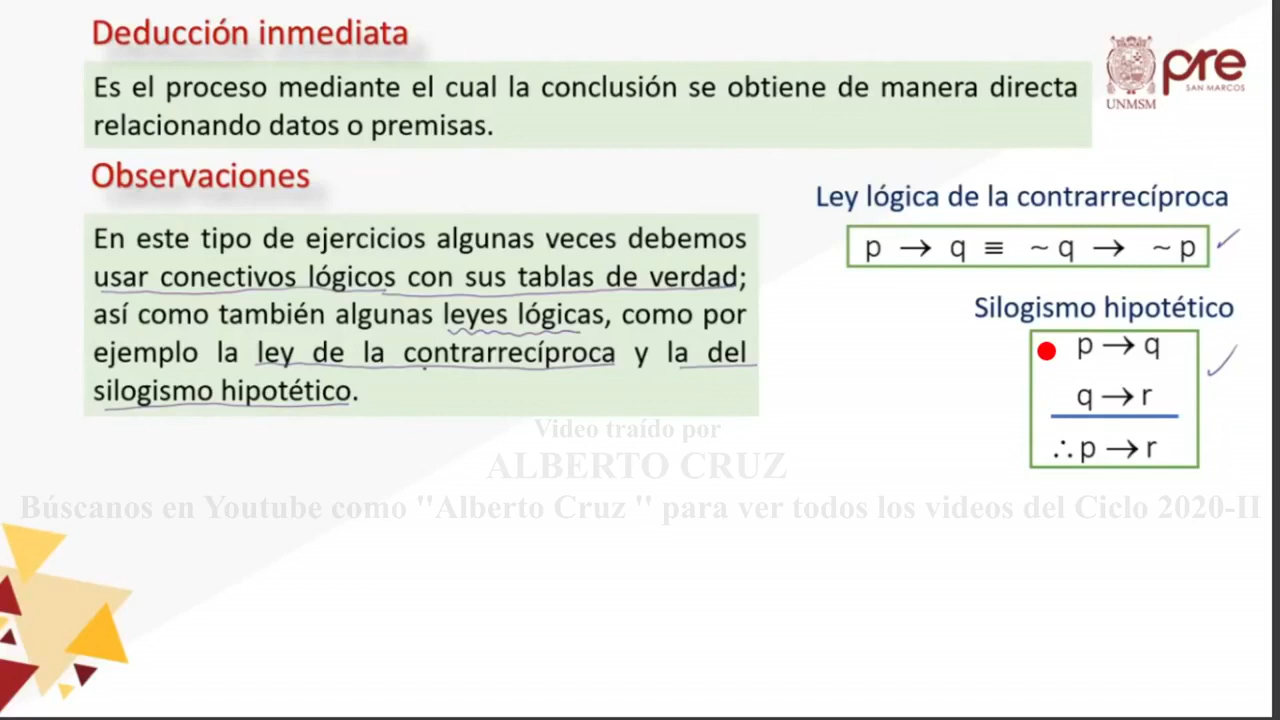 Deducción inmediata
Es el proceso mediante el cual la conclusión se obtiene de manera directa
relacionando datos o premisas.
UNMSM
pre
SAN MARCOS
Observaciones
En este tipo de ejercicios algunas veces debemos
usar conectivos lógicos con sus tablas de verdad;
así como también algunas leyes lógicas, como por
ejemplo la ley de la contrarrecíproca y la del
silogismo hipotético.
Ley lógica de la contrarrecíproca
p → q ≡ ~q → ~p
Silogismo hipotético
p → q
q → r
∴ p → r
Video traído por
ALBERTO CRUZ
Búscanos en Youtube como ''Alberto Cruz '' para ver todos los videos del Ciclo 2020-II